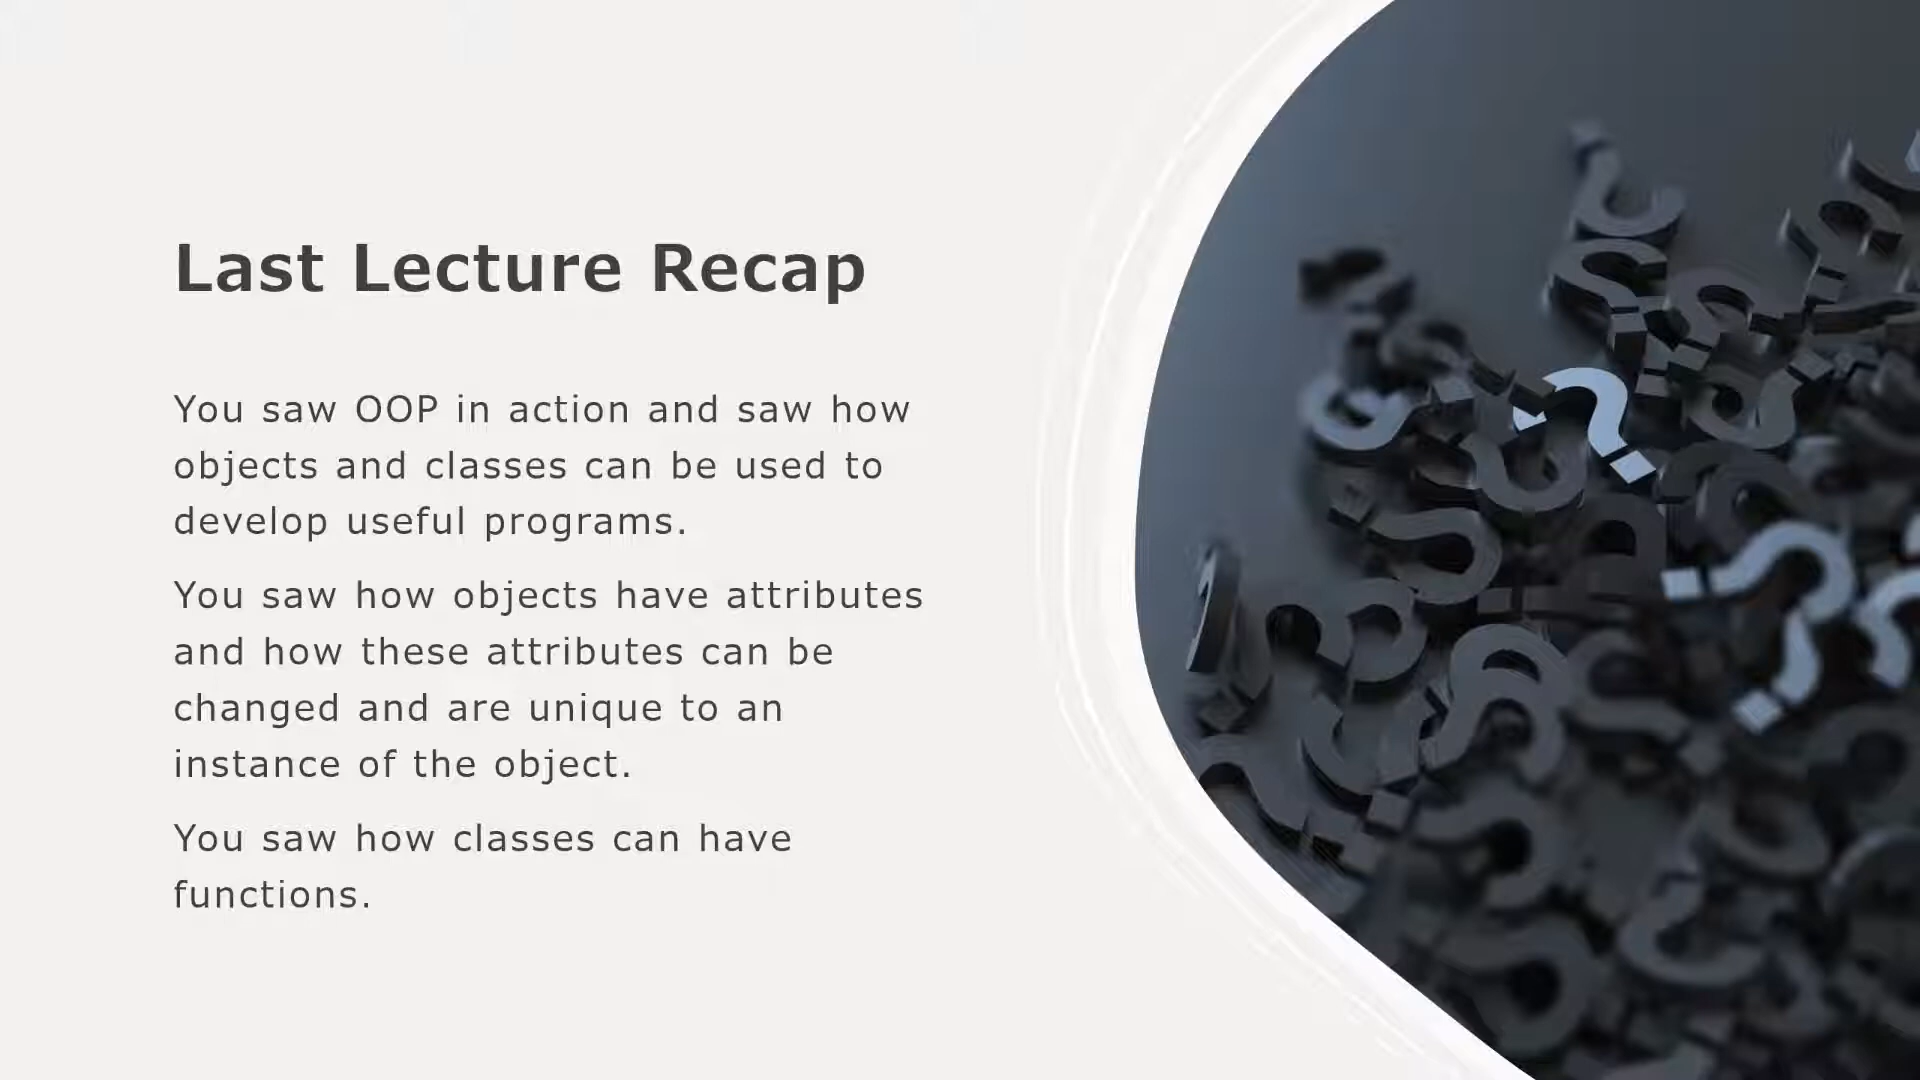 Last Lecture Recap
You saw OOP in action and saw how
objects and classes can be used to
develop useful programs.
You saw how objects have attributes
and how these attributes can be
changed and are unique to an
instance of the object.
You saw how classes can have
functions.